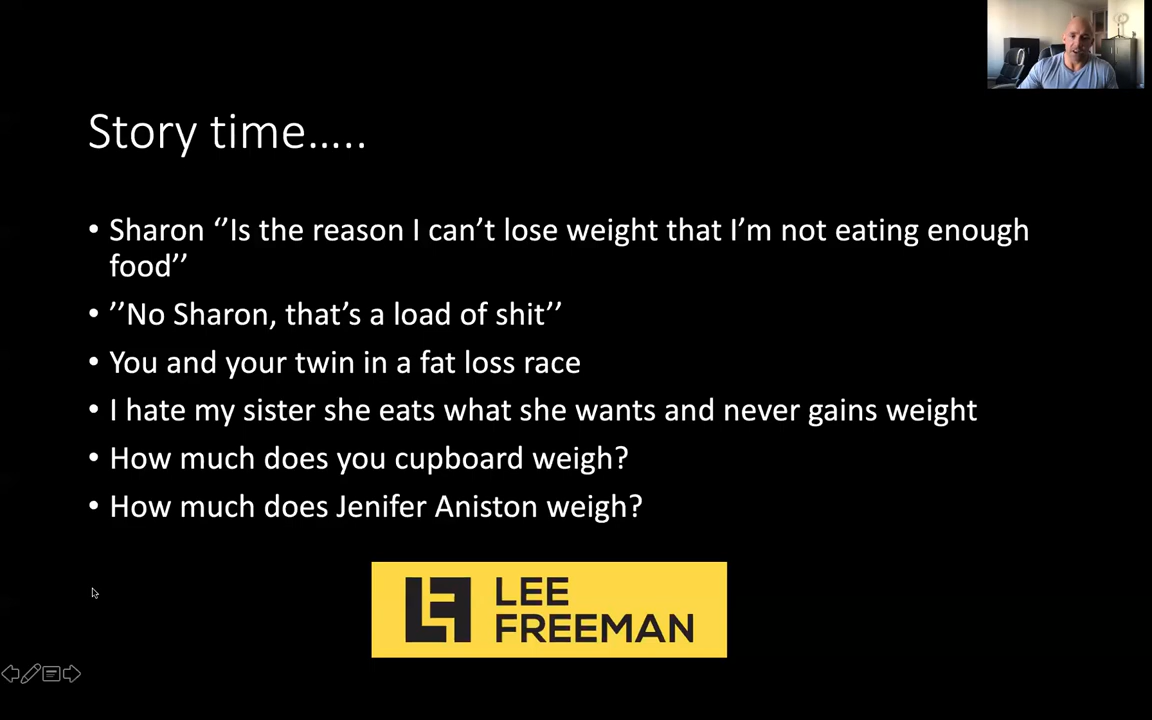 Story time.....
• Sharon ‘’Is the reason I can’t lose weight that I’m not eating enough
food’’
• ’’No Sharon, that’s a load of shit’’
• You and your twin in a fat loss race
• I hate my sister she eats what she wants and never gains weight
• How much does you cupboard weigh?
• How much does Jenifer Aniston weigh?
LF LEE
FREEMAN